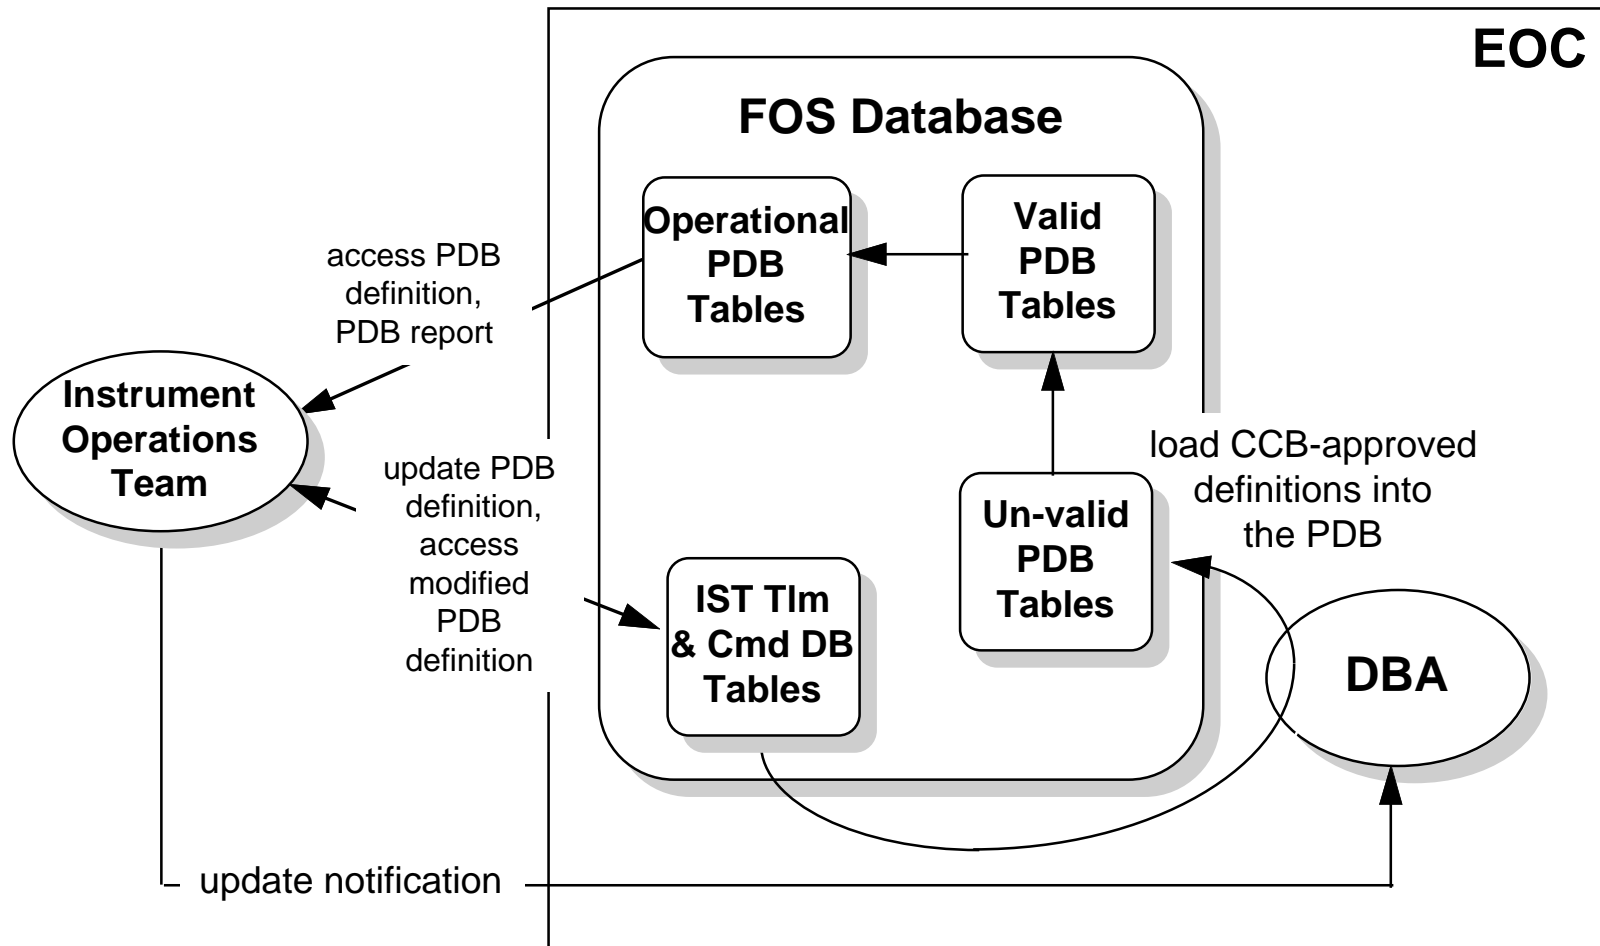 EOC
FOS Database
Operational
PDB
Tables
Valid
PDB
Tables
access PDB
definition,
PDB report
Instrument
Operations
Team
update PDB
definition,
access
modified
PDB
definition
load CCB-approved
definitions into
the PDB
Un-valid
PDB
Tables
IST Tlm
& Cmd DB
Tables
DBA
update notification